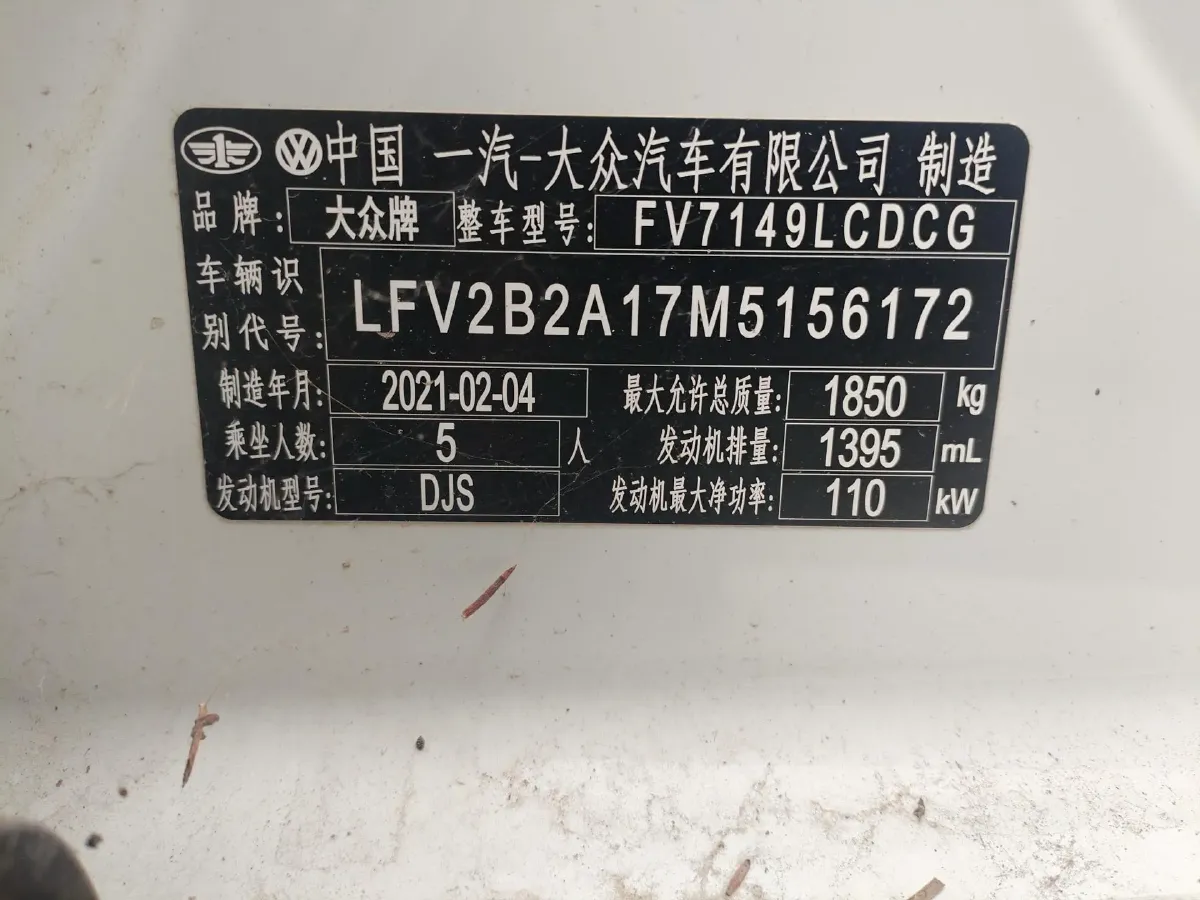 中国 一汽-大众汽车有限公司 制造
品牌: 大众牌 整车型号: FV7149LCDCG
车辆识别代号: LFV2B2A17M5156172
制造年月: 2021-02-04 最大允许总质量: 1850 kg
乘坐人数: 5 人 发动机排量: 1395 mL
发动机型号: DJS 发动机最大净功率: 110 kW